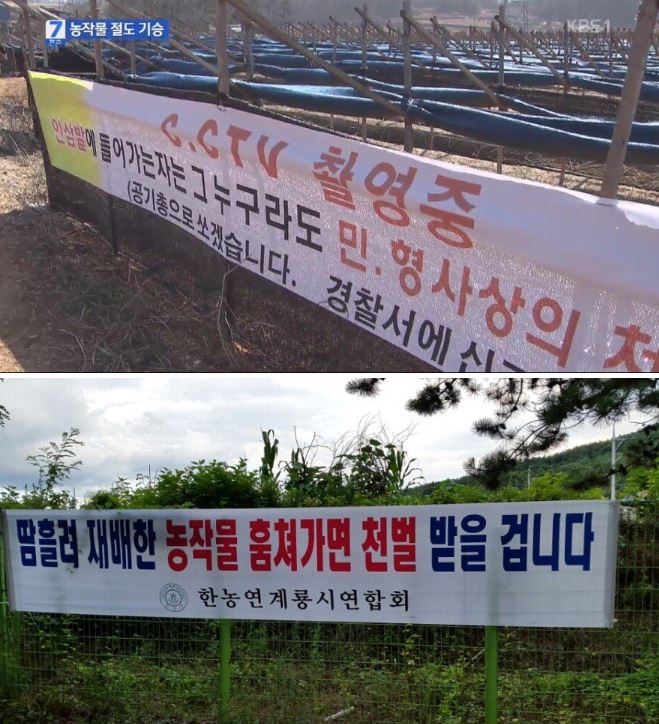 7
뉴스
농작물 절도 기승
KBS1
촬영중
인삼밭에 들어가는자는 그 누구라도 민.형사상의
(공기총으로 쏘겠습니다. 경찰서에
땀흘려 재배한 농작물 훔쳐가면 천벌 받을 겁니다
한농연계룡시연합회